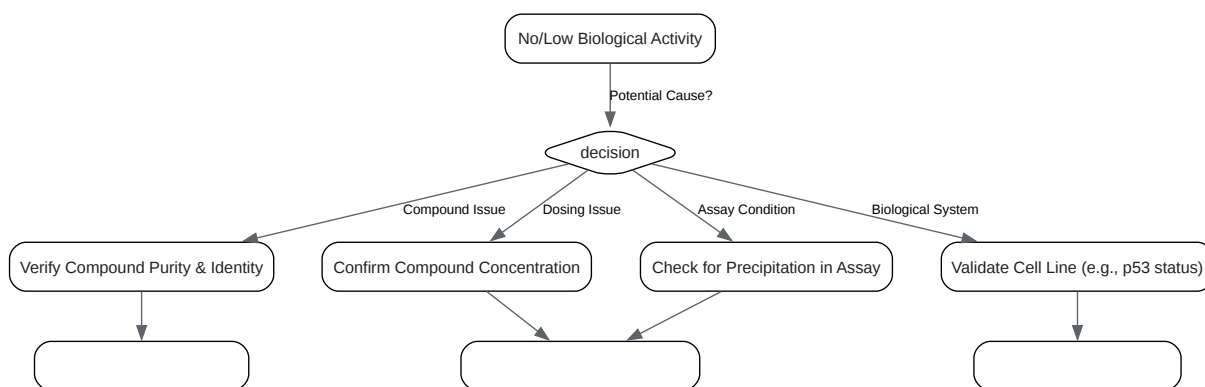 No/Low Biological Activity
Potential Cause?
decision
Compound Issue
Dosing Issue
Assay Condition
Biological System
Verify Compound Purity & Identity
Confirm Compound Concentration
Check for Precipitation in Assay
Validate Cell Line (e.g., p53 status)